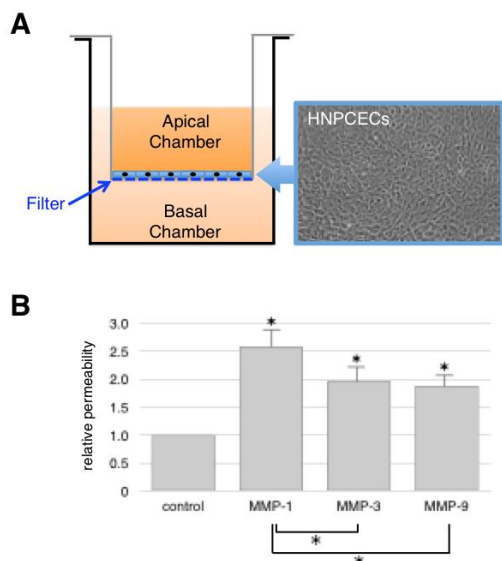 A
Apical
Chamber
HNPCECs
Filter
Basal
Chamber
B
relative permeability
3.0
2.5
2.0
1.5
1.0
0.5
0
*
*
*
control MMP-1 MMP-3 MMP-9
*
*